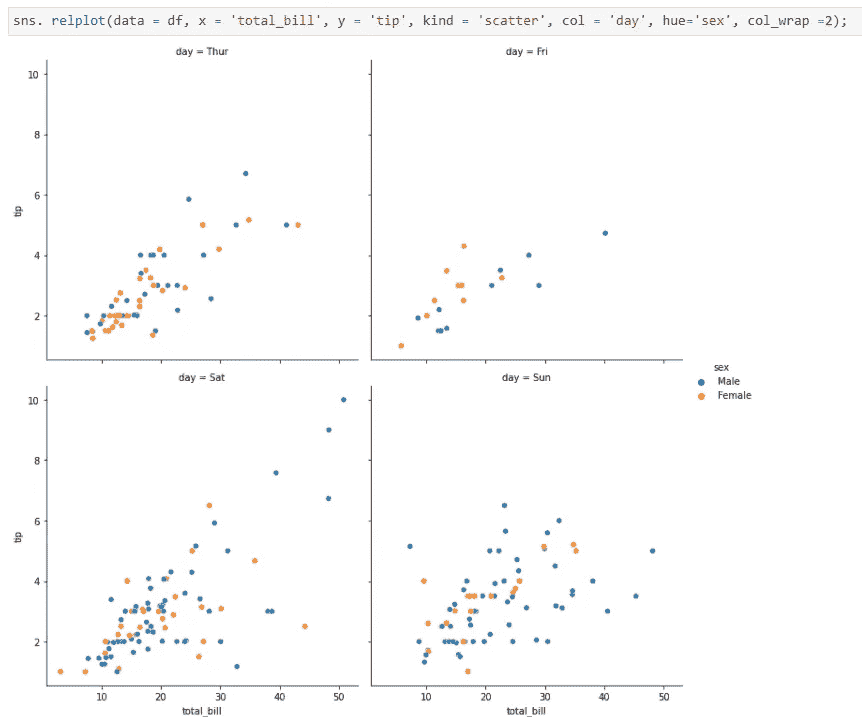 sns. relplot(data = df, x = 'total_bill', y = 'tip', kind = 'scatter', col = 'day', hue='sex', col_wrap =2);
day = Thur
day = Fri
10
8
6
4
2
tip
day = Sat
day = Sun
sex
Male
Female
10
8
6
4
2
tip
10 20 30 40 50
10 20 30 40 50
total_bill
total_bill